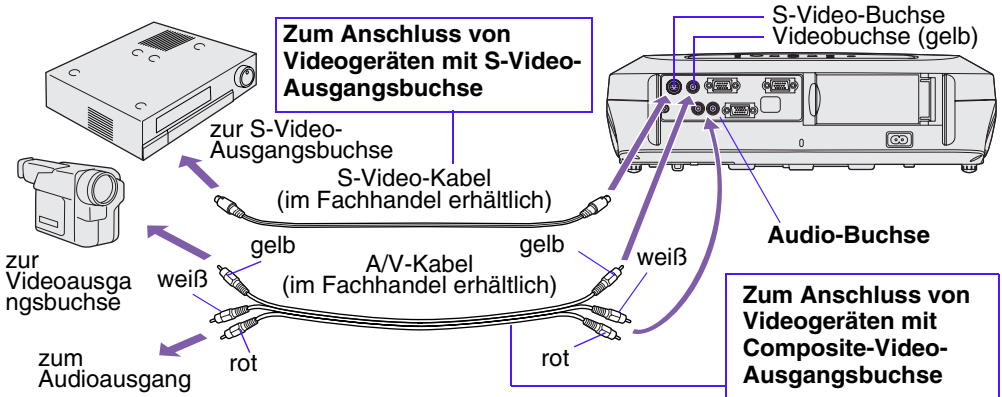 Zum Anschluss von
Videogeräten mit S-Video-
Ausgangsbuchse
S-Video-Buchse
Videobuchse (gelb)
zur S-Video-
Ausgangsbuchse
S-Video-Kabel
(im Fachhandel erhältlich)
Audio-Buchse
zur
Videoausga
ngsbuchse
gelb
weiß
rot
A/V-Kabel
(im Fachhandel erhältlich)
gelb
weiß
rot
zum
Audioausgang
Zum Anschluss von
Videogeräten mit
Composite-Video-
Ausgangsbuchse